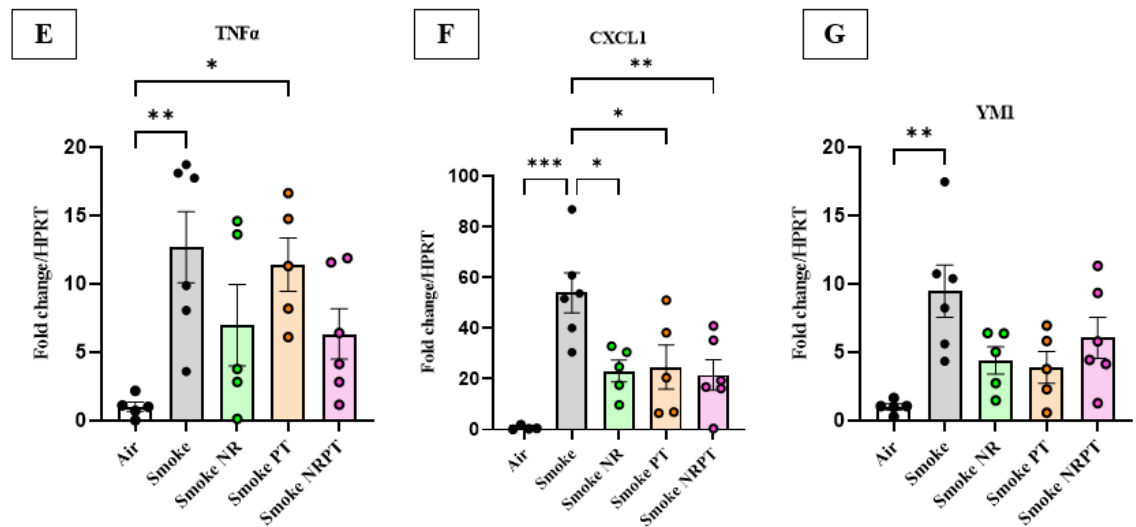 E
TNFα
*
**
Fold change/HPRT
20
15
10
5
0
Air
Smoke
Smoke NR
Smoke PT
Smoke NRPT
F
CXCL1
**
*
***
*
Fold change/HPRT
100
80
60
40
20
0
Air
Smoke
Smoke NR
Smoke PT
Smoke NRPT
G
YM1
**
Fold change/HPRT
20
15
10
5
0
Air
Smoke
Smoke NR
Smoke PT
Smoke NRPT